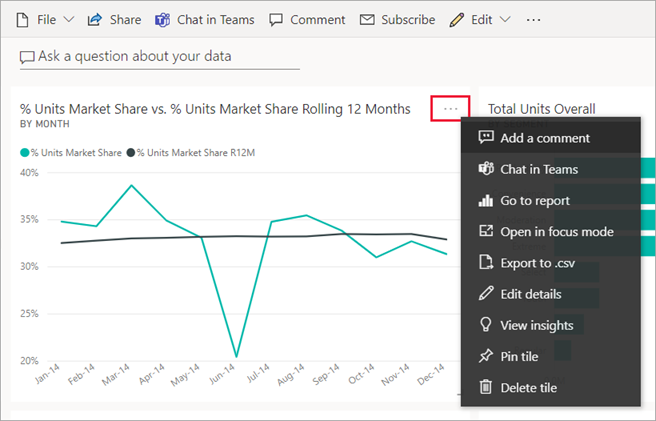 File Share Chat in Teams Comment Subscribe Edit ...
Ask a question about your data
% Units Market Share vs. % Units Market Share Rolling 12 Months ...
BY MONTH
% Units Market Share % Units Market Share R12M
40%
35%
30%
25%
20%
Jan-14 Feb-14 Mar-14 Apr-14 May-14 Jun-14 Jul-14 Aug-14 Sep-14 Oct-14 Nov-14 Dec-14
Total Units Overall
Add a comment
Chat in Teams
Go to report
Open in focus mode
Export to .csv
Edit details
View insights
Pin tile
Delete tile